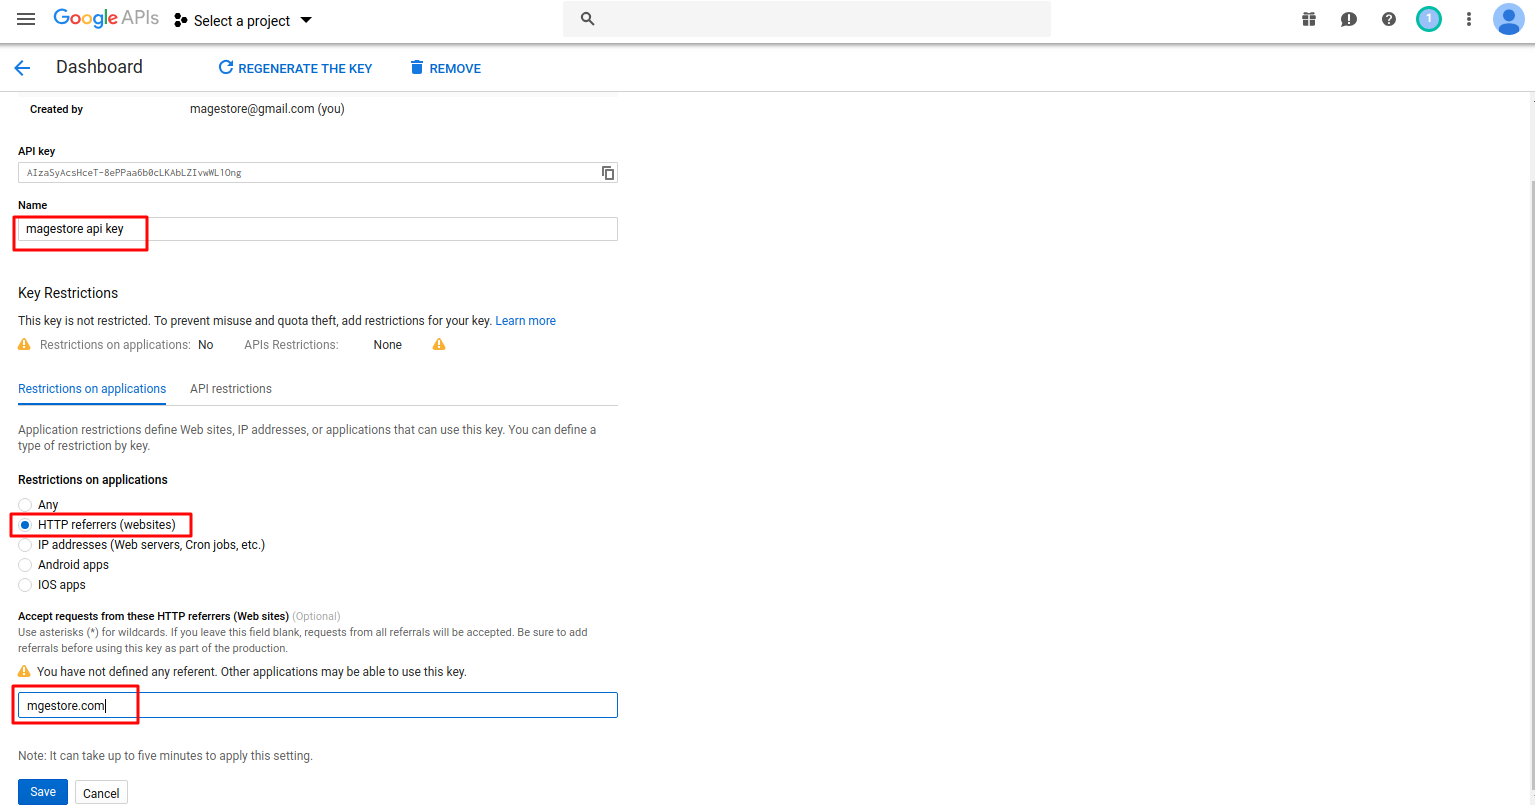 Google APIs Select a project 1
Dashboard REGENERATE THE KEY REMOVE
Created by magestore@gmail.com (you)
API key
AIzaSyAcsHceT-8ePPaa6b0cLKAbLZIvwWL1Ong
Name
magestore api key
Key Restrictions
This key is not restricted. To prevent misuse and quota theft, add restrictions for your key. Learn more
Restrictions on applications: No APIs Restrictions: None
Restrictions on applications API restrictions
Application restrictions define Web sites, IP addresses, or applications that can use this key. You can define a
type of restriction by key.
Restrictions on applications
Any
HTTP referrers (websites)
IP addresses (Web servers, Cron jobs, etc.)
Android apps
IOS apps
Accept requests from these HTTP referrers (Web sites) (Optional)
Use asterisks (*) for wildcards. If you leave this field blank, requests from all referrals will be accepted. Be sure to add
referrals before using this key as part of the production.
You have not defined any referent. Other applications may be able to use this key.
mgestore.com
Note: It can take up to five minutes to apply this setting.
Save Cancel